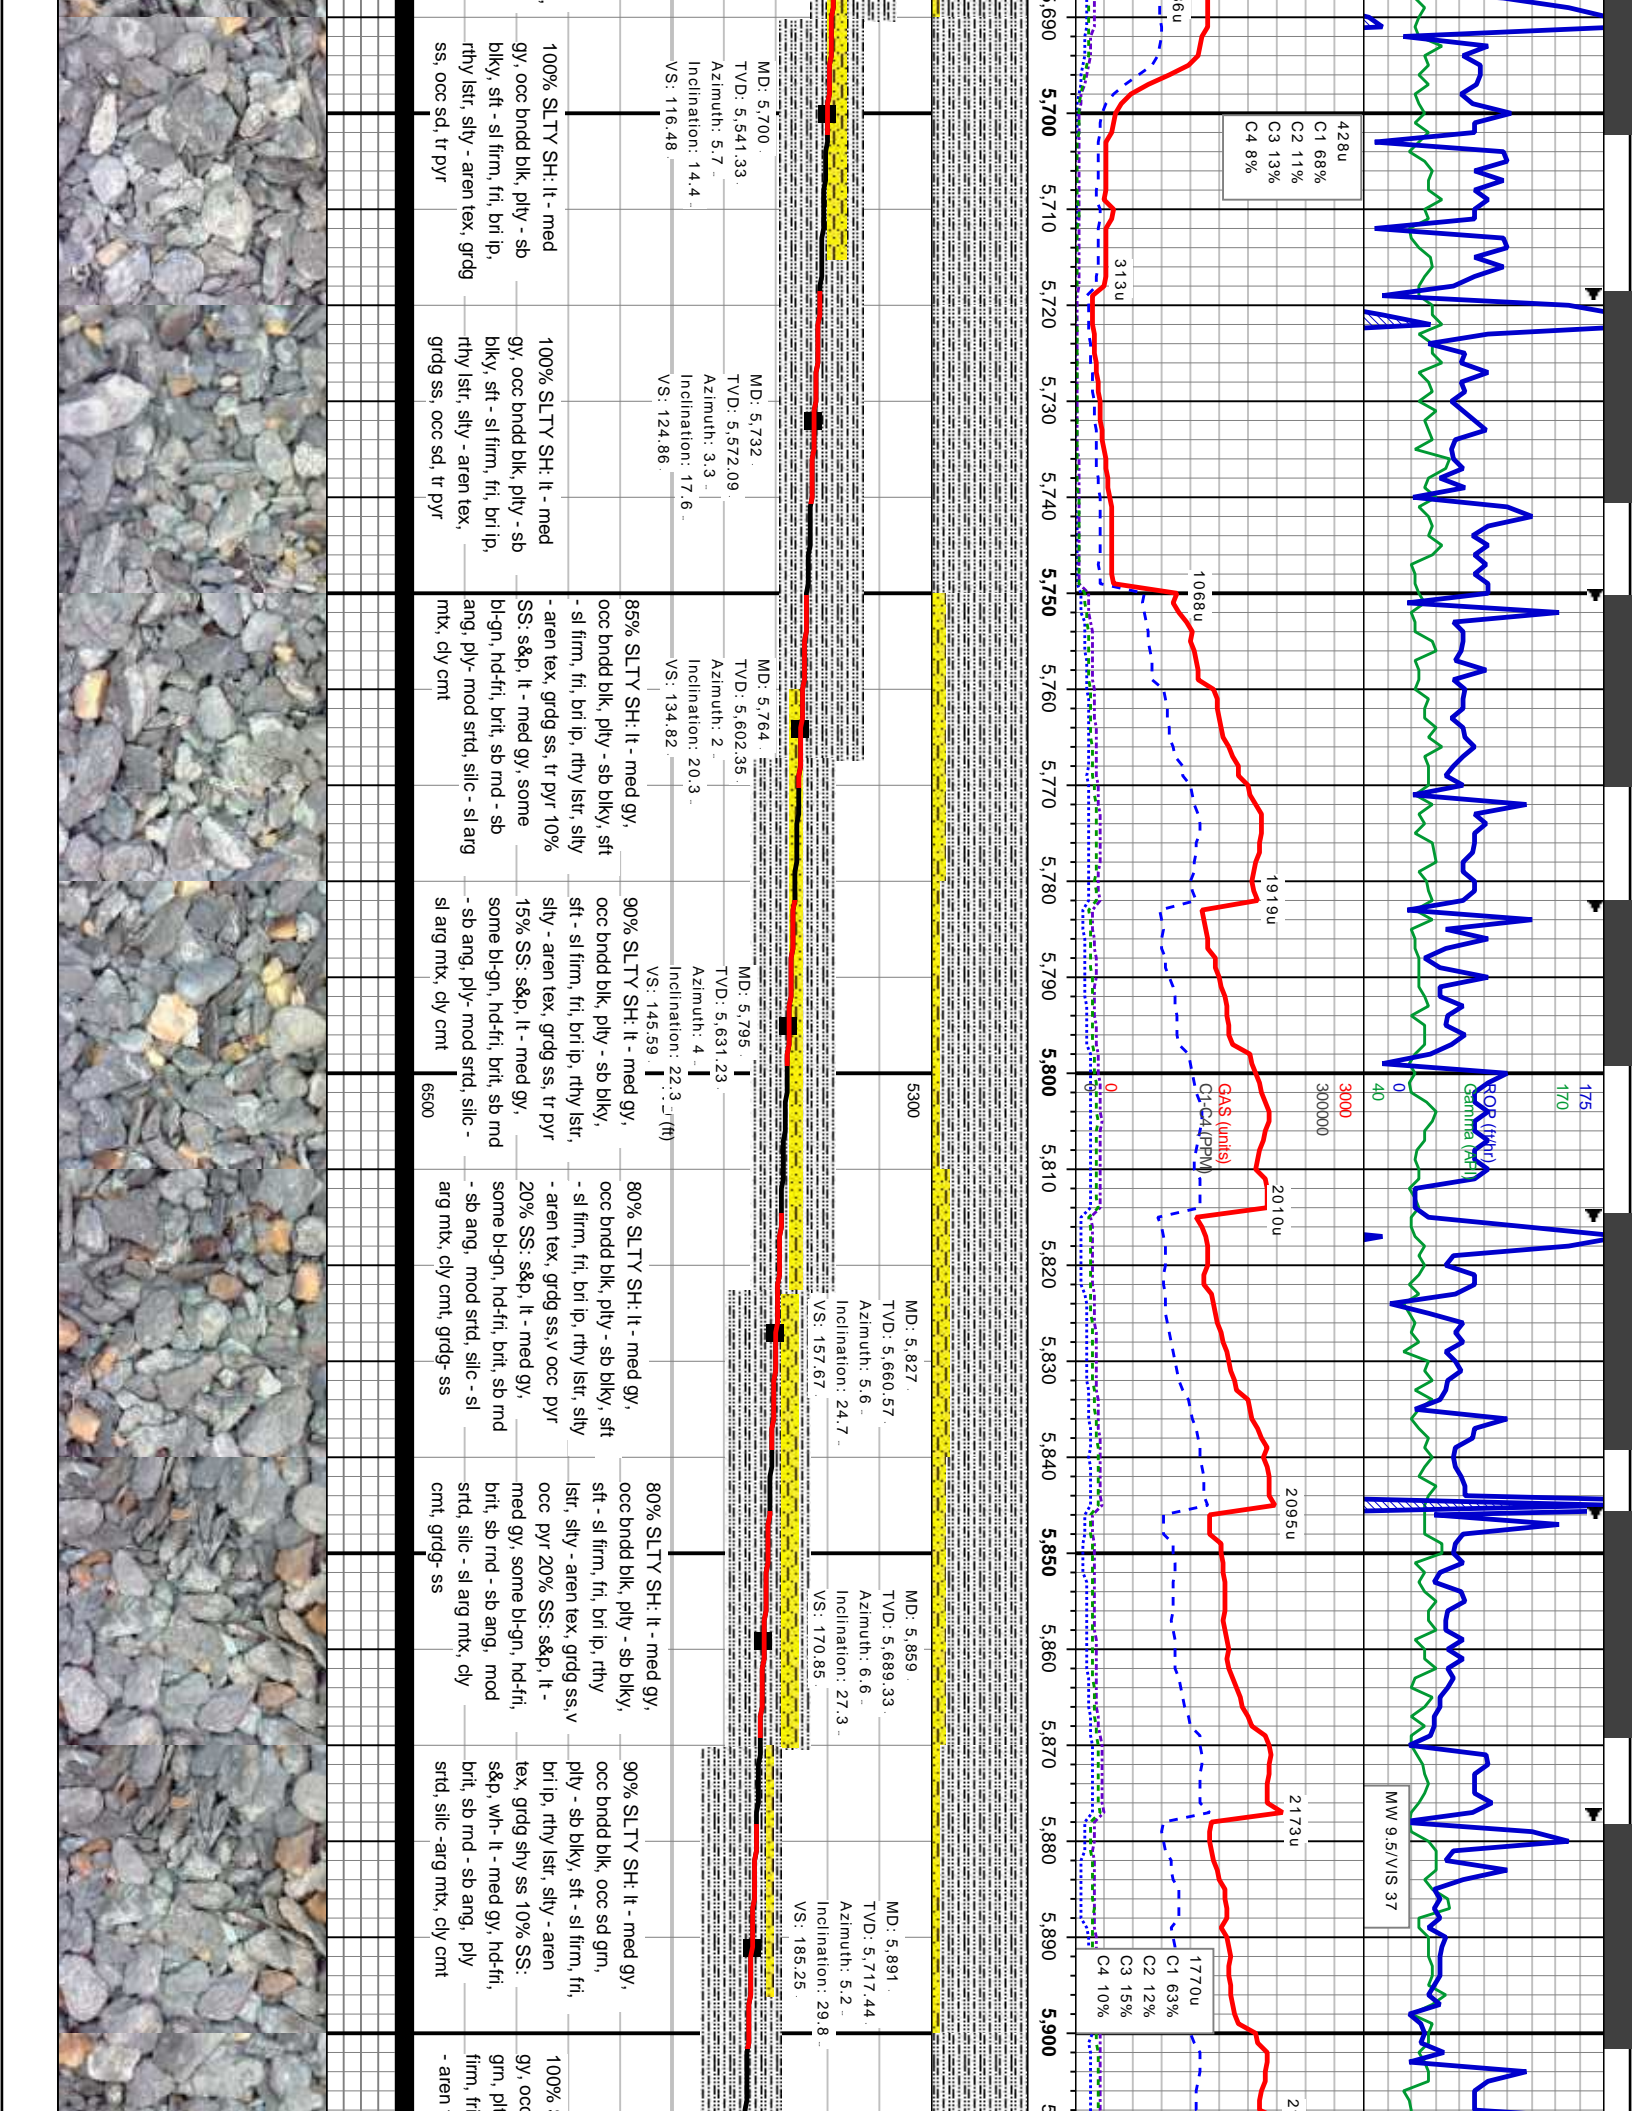 5,690
5,700
5,710
5,720
5,730
5,740
5,750
5,760
5,770
5,780
5,790
5,800
5,810
5,820
5,830
5,840
5,850
5,860
5,870
5,880
5,890
5,900
428u
C1 68%
C2 11%
C3 13%
C4 8%
313u
1068u
1919u
2010u
2095u
2173u
MW 9.5/VIS 37
1770u
C1 63%
C2 12%
C3 15%
C4 10%
175
170
ROP (ft/hr)
Gamma (API)
0
40
3000
30000
GAS (units)
C1-C4 (PPM)
0
0
MD: 5,700
TVD: 5,541.33
Azimuth: 5.7
Inclination: 14.4
VS: 116.48
MD: 5,732
TVD: 5,572.09
Azimuth: 3.3
Inclination: 17.6
VS: 124.86
MD: 5,764
TVD: 5,602.35
Azimuth: 2
Inclination: 20.3
VS: 134.82
MD: 5,795
TVD: 5,631.23
Azimuth: 4
Inclination: 22.3
VS: 145.59
MD: 5,827
TVD: 5,660.57
Azimuth: 5.6
Inclination: 24.7
VS: 157.67
MD: 5,859
TVD: 5,689.33
Azimuth: 6.6
Inclination: 27.3
VS: 170.85
MD: 5,891
TVD: 5,717.44
Azimuth: 5.2
Inclination: 29.8
VS: 185.25
5300
(ft)
6500
100% SLTY SH: lt - med
gy, occ bndd blk, plty - sb
blky, sft - sl firm, fri, bri ip,
rthy lstr, slty - aren tex, grdg
ss, occ sd, tr pyr
100% SLTY SH: lt - med
gy, occ bndd blk, plty - sb
blky, sft - sl firm, fri, bri ip,
rthy lstr, slty - aren tex,
grdg ss, occ sd, tr pyr
85% SLTY SH: lt - med gy,
occ bndd blk, plty - sb blky, sft
- sl firm, fri, bri ip, rthy lstr, slty
- aren tex, grdg ss, tr pyr 10%
SS: s&p, lt - med gy, some
bl-gn, hd-fri, brit, sb rnd - sb
ang, ply- mod srtd, silc - sl arg
mtx, cly cmt
90% SLTY SH: lt - med gy,
occ bndd blk, plty - sb blky,
sft - sl firm, fri, bri ip, rthy lstr,
slty - aren tex, grdg ss, tr pyr
15% SS: s&p, lt - med gy,
some bl-gn, hd-fri, brit, sb rnd
- sb ang, ply- mod srtd, silc -
sl arg mtx, cly cmt
80% SLTY SH: lt - med gy,
occ bndd blk, plty - sb blky, sft
- sl firm, fri, bri ip, rthy lstr, slty
- aren tex, grdg ss,v occ  pyr
20% SS: s&p, lt - med gy,
some bl-gn, hd-fri, brit, sb rnd
- sb ang,  mod srtd, silc - sl
arg mtx, cly cmt, grdg- ss
80% SLTY SH: lt - med gy,
occ bndd blk, plty - sb blky,
sft - sl firm, fri, bri ip, rthy
lstr, slty - aren tex, grdg ss,v
occ  pyr 20% SS: s&p, lt -
med gy, some bl-gn, hd-fri,
brit, sb rnd - sb ang,  mod
srtd, silc - sl arg mtx, cly
cmt, grdg- ss
90% SLTY SH: lt - med gy,
occ bndd blk, occ sd grn,
plty - sb blky, sft - sl firm, fri,
bri ip, rthy lstr, slty - aren
tex, grdg shy ss 10% SS:
s&p, wh- lt - med gy, hd-fri,
brit, sb rnd - sb ang,  ply
srtd, silc -arg mtx, cly cmt
100%
gy, occ
grn, plt
firm, fri
- aren